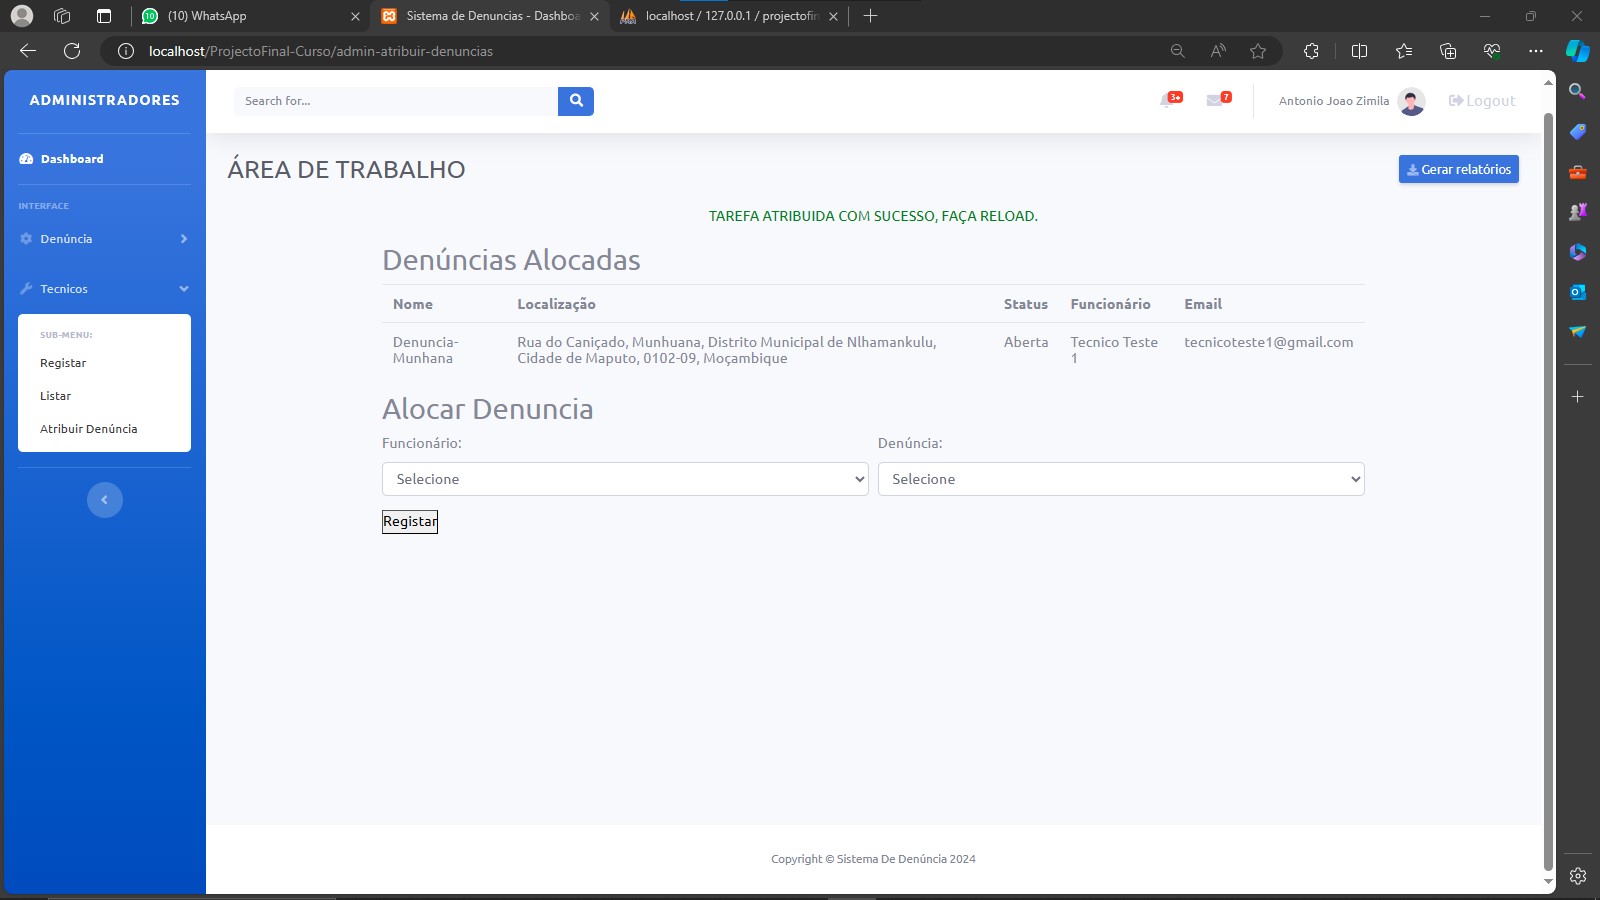 (10) WhatsApp
Sistema de Denuncias - Dashboa
localhost / 127.0.0.1 / projectofin
localhost/ProjectoFinal-Curso/admin-atribuir-denuncias
ADMINISTRADORES
Dashboard
INTERFACE
Denúncia
Tecnicos
SUB-MENU:
Registar
Listar
Atribuir Denúncia
Search for...
3+
7
Antonio Joao Zimila
Logout
ÁREA DE TRABALHO
Gerar relatórios
TAREFA ATRIBUIDA COM SUCESSO, FAÇA RELOAD.
Denúncias Alocadas
Nome Localização Status Funcionário Email
Denuncia- Rua do Caniçado, Munhuana, Distrito Municipal de Nlhamankulu, Aberta Tecnico Teste tecnicoteste1@gmail.com
Munhana Cidade de Maputo, 0102-09, Moçambique 1
Alocar Denuncia
Funcionário: Denúncia:
Selecione Selecione
Registar
Copyright © Sistema De Denúncia 2024